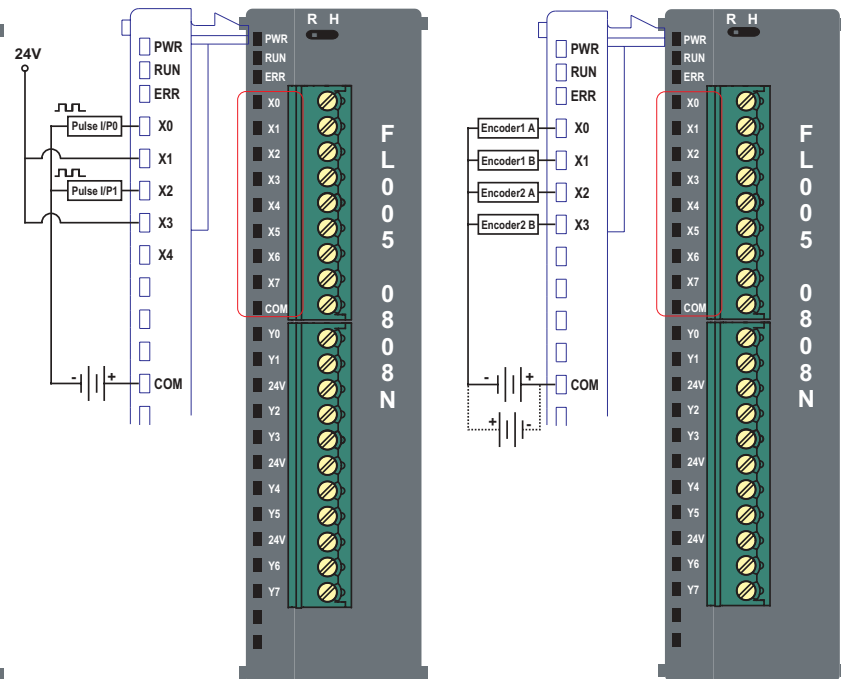 24V
PWR
RUN
ERR
Pulse I/P0
X0
X1
Pulse I/P1
X2
X3
X4
- +
COM
R H
PWR
RUN
ERR
X0
X1
X2
X3
X4
X5
X6
X7
COM
Y0
Y1
24V
Y2
Y3
24V
Y4
Y5
24V
Y6
Y7
FL005 0808N
PWR
RUN
ERR
Encoder1 A
X0
Encoder1 B
X1
Encoder2 A
X2
Encoder2 B
X3
- +
COM
+ -
R H
PWR
RUN
ERR
X0
X1
X2
X3
X4
X5
X6
X7
COM
Y0
Y1
24V
Y2
Y3
24V
Y4
Y5
24V
Y6
Y7
FL005 0808N